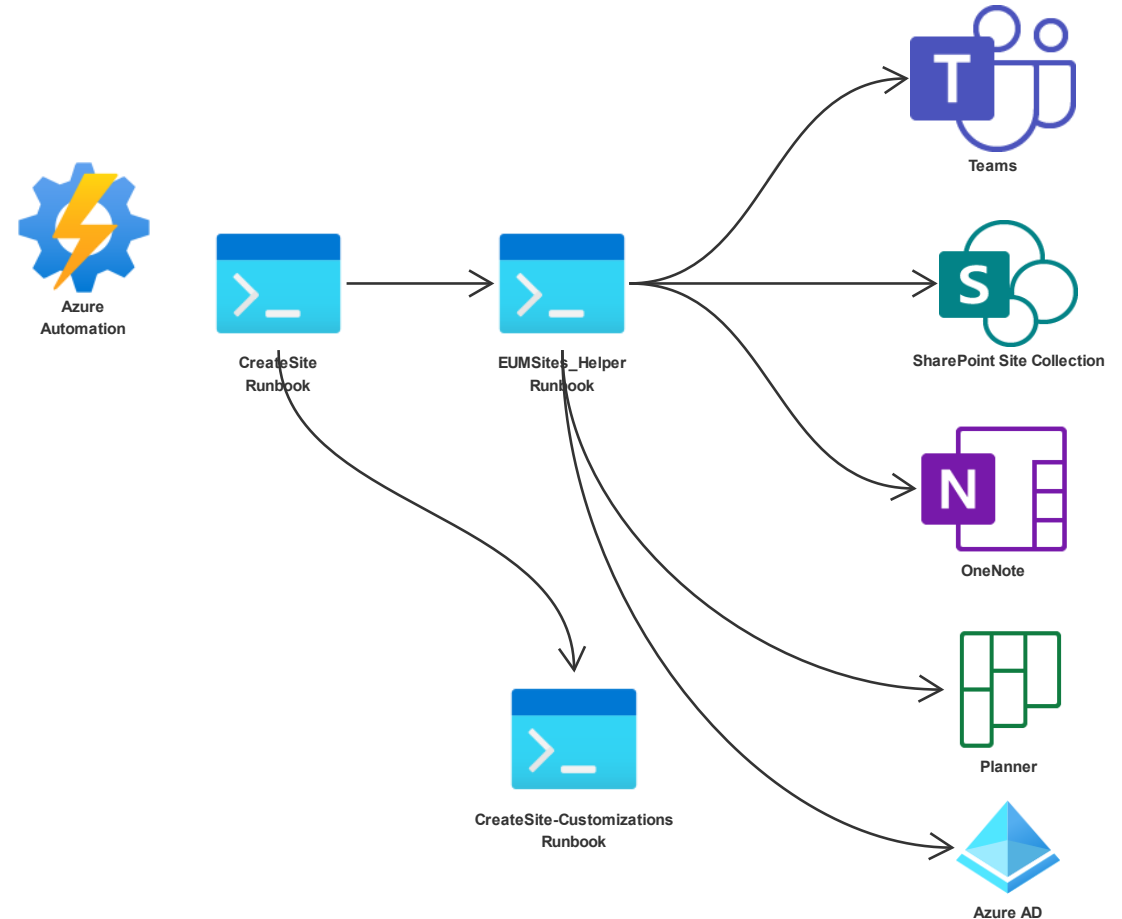 T
Teams
Azure
Automation
S
CreateSite
Runbook
EUMSites_Helper
Runbook
SharePoint Site Collection
N
OneNote
Planner
CreateSite-Customizations
Runbook
Azure AD